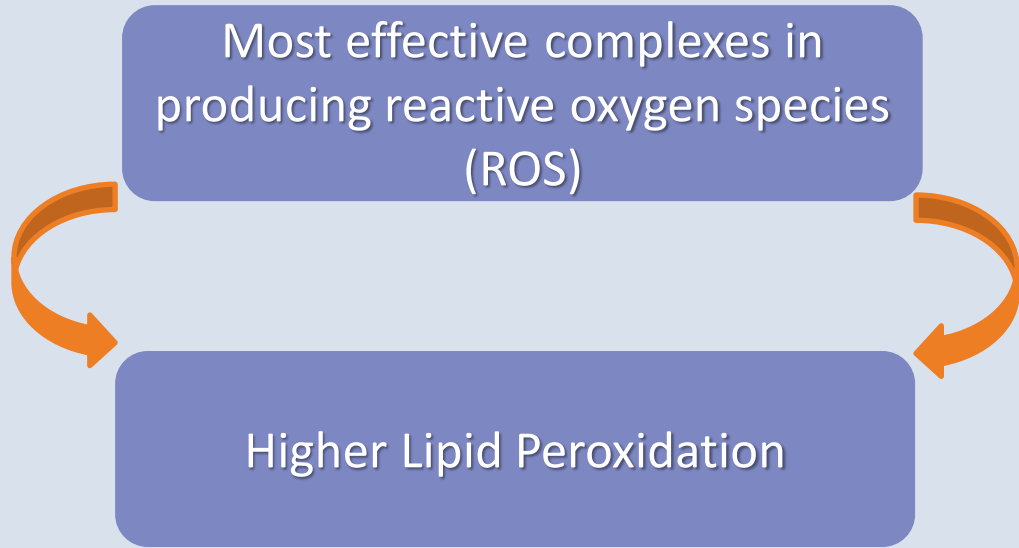 Most effective complexes in
producing reactive oxygen species
(ROS)
Higher Lipid Peroxidation